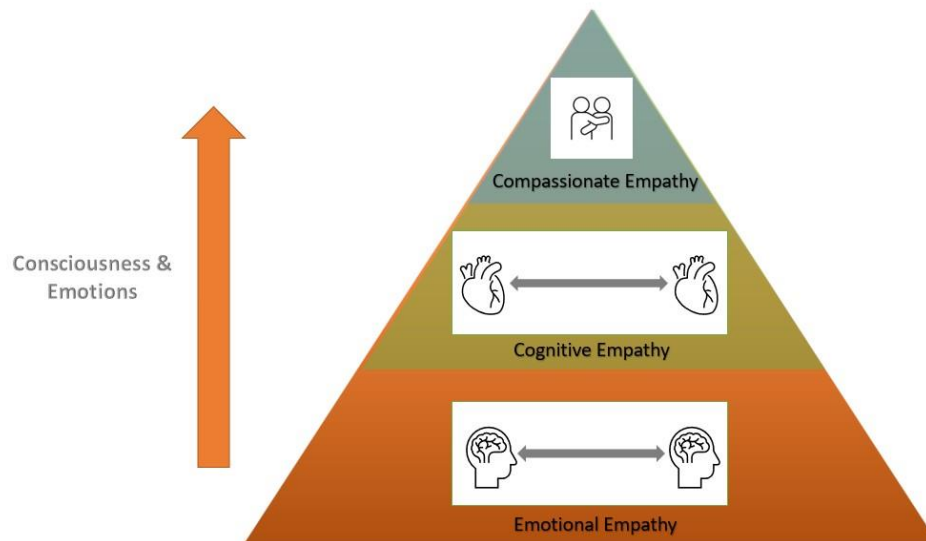 Compassionate Empathy
Consciousness &
Emotions
Cognitive Empathy
Emotional Empathy